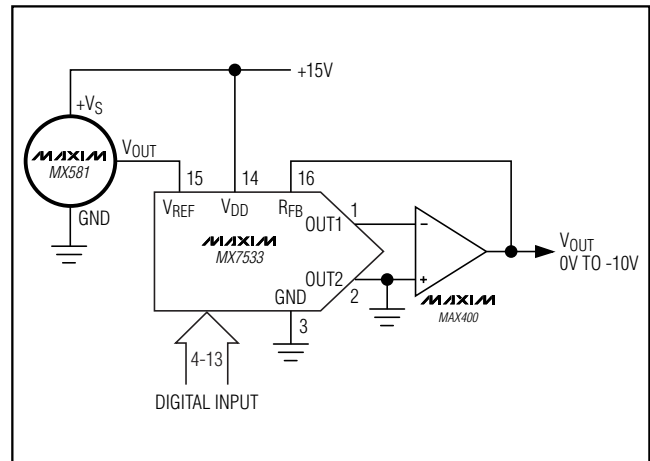 +15V
+VS
MAXIM
MX581
VOUT
GND
15
14
16
VREF
VDD
RFB
OUT1
1
MAXIM
MX7533
OUT2
2
GND
3
4-13
DIGITAL INPUT
−
+
MAXIM
MAX400
VOUT
0V TO -10V